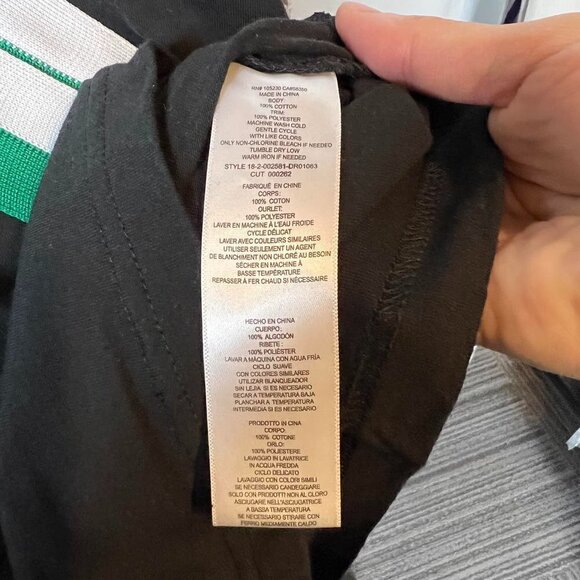 RN# 105230 CA#56050
MADE IN CHINA
BODY:
100% COTTON
TRIM:
100% POLYESTER
MACHINE WASH COLD
GENTLE CYCLE
WITH LIKE COLORS
ONLY NON-CHLORINE BLEACH IF NEEDED
TUMBLE DRY LOW
WARM IRON IF NEEDED
STYLE 18-2-002581-DR01063
CUT 000262
FABRIQUÉ EN CHINE
CORPS:
100% COTON
OURLET:
100% POLYESTER
LAVER EN MACHINE À L'EAU FROIDE
CYCLE DÉLICAT
LAVER AVEC COULEURS SIMILAIRES
UTILISER SEULEMENT UN AGENT
DE BLANCHIMENT NON CHLORÉ AU BESOIN
SÉCHER EN MACHINE À
BASSE TEMPÉRATURE
REPASSER À FER CHAUD SI NÉCESSAIRE
HECHO EN CHINA
CUERPO:
100% ALGODÓN
RIBETE:
100% POLIÉSTER
LAVAR A MÁQUINA CON AGUA FRÍA
CICLO SUAVE
CON COLORES SIMILARES
UTILIZAR BLANQUEADOR
SIN LEJIA SI ES NECESARIO
SECAR A TEMPERATURA BAJA
PLANCHAR A TEMPERATURA
INTERMEDIA SI ES NECESARIO
PRODOTTO IN CINA
CORPO:
100% COTONE
ORLO:
100% POLIESTERE
LAVAGGIO IN LAVATRICE
IN ACQUA FREDDA
CICLO DELICATO
LAVAGGIO CON COLORI SIMILI
SE NECESSARIO CANDEGGIARE
SOLO CON PRODOTTI NON AL CLORO
ASCIUGARE NELL'ASCIUGATRICE
A BASSA TEMPERATURA
SE NECESSARIO STIRARE CON
FERRO MEDIAMENTE CALDO